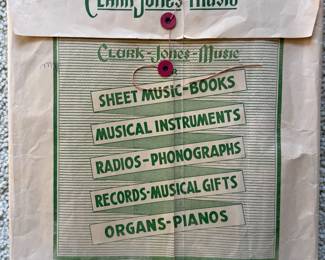 CLARK-JONES-MUSIC
CLARK-JONES-MUSIC
SHEET MUSIC-BOOKS
MUSICAL INSTRUMENTS
RADIOS-PHONOGRAPHS
RECORDS-MUSICAL GIFTS
ORGANS-PIANOS